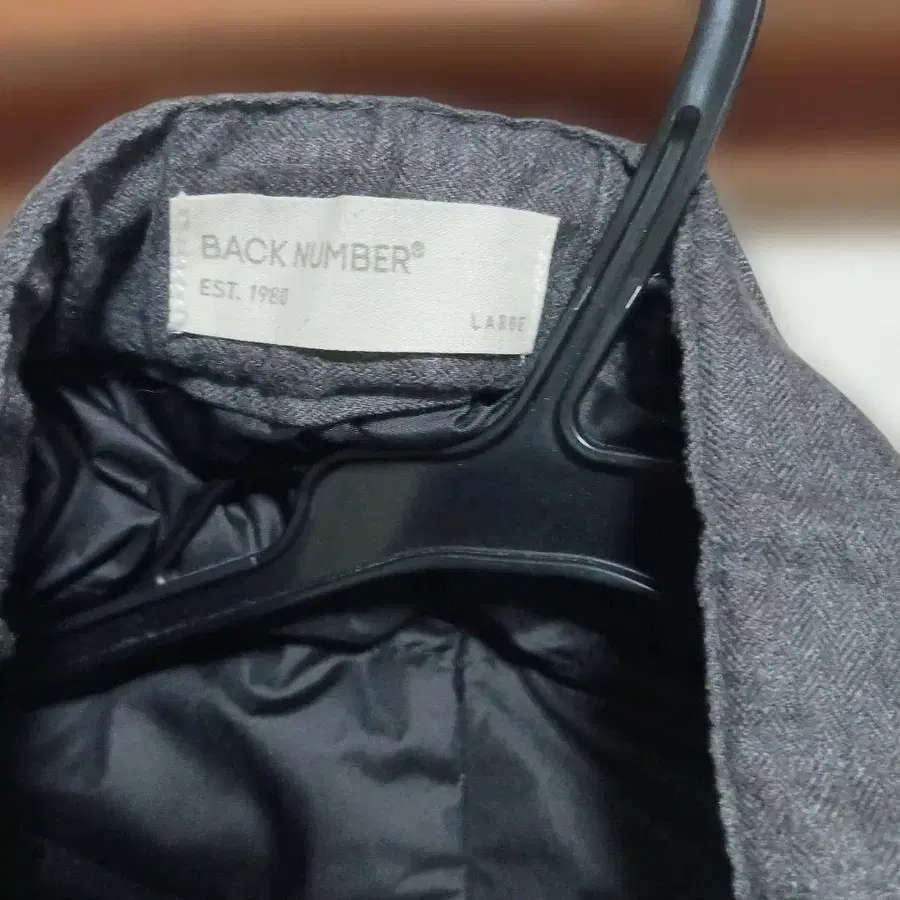 BACK NUMBER®
EST. 1980
LARGE